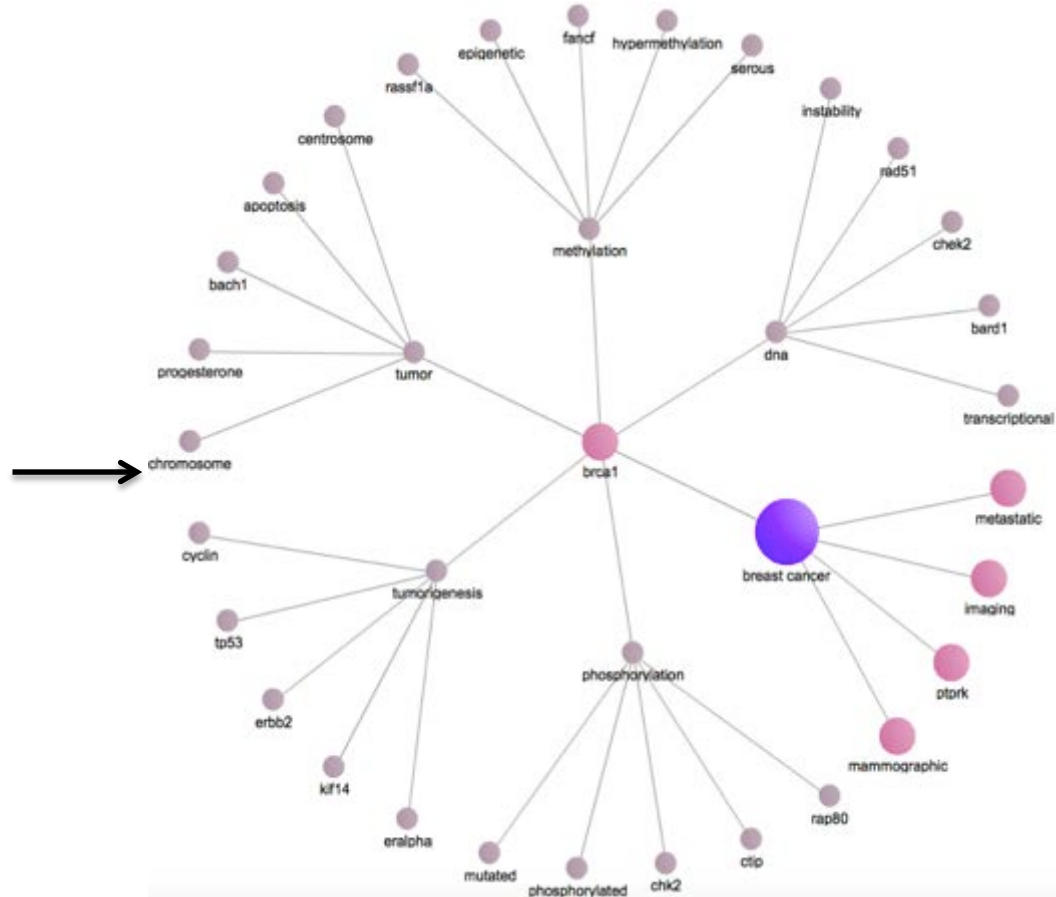 fancf
hypermethylation
epigenetic
serous
rassf1a
instability
centrosome
rad51
apoptosis
chek2
methylation
bach1
bard1
dna
progesterone
tumor
transcriptional
chromosome
brca1
metastatic
cyclin
breast cancer
tumorigenesis
imaging
tp53
phosphorylation
ptprk
erbb2
mammographic
kif14
rap80
eralpha
ctip
mutated
chk2
phosphorylated